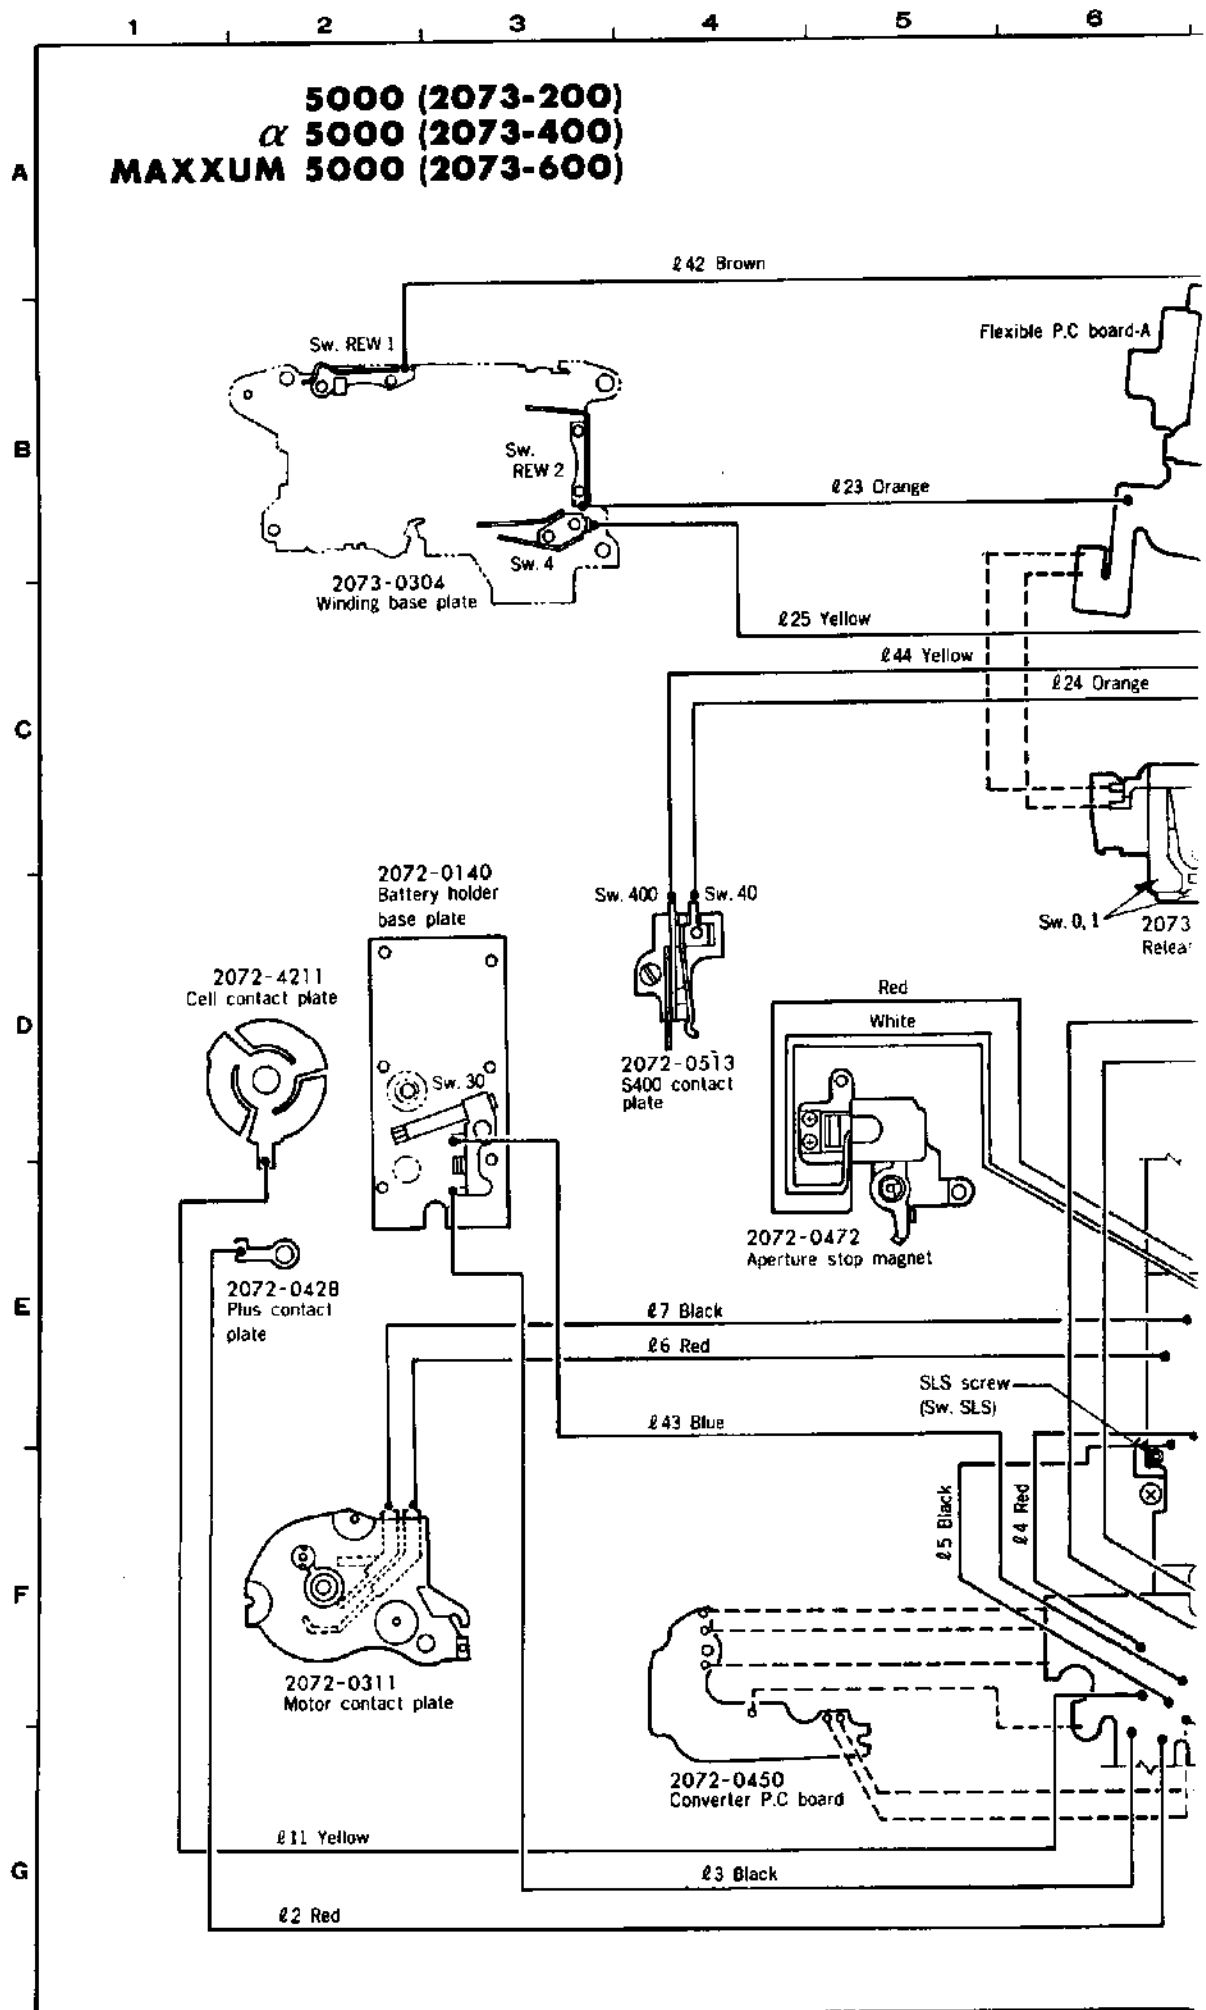 1 2 3 4 5 6
5000 (2073-200)
α 5000 (2073-400)
MAXXUM 5000 (2073-600)
A
ℓ42 Brown
Flexible P.C board-A
Sw. REW 1
B
Sw.
REW 2
ℓ23 Orange
Sw. 4
2073-0304
Winding base plate
ℓ25 Yellow
ℓ44 Yellow
ℓ24 Orange
C
2072-0140
Battery holder
base plate
Sw. 400
Sw. 40
Sw. 0, 1
2073
Relea
2072-4211
Cell contact plate
D
Red
White
Sw. 30
2072-0513
S400 contact
plate
2072-0472
Aperture stop magnet
E
2072-0428
Plus contact
plate
ℓ7 Black
ℓ6 Red
SLS screw
(Sw. SLS)
ℓ43 Blue
ℓ5 Black
ℓ4 Red
F
2072-0311
Motor contact plate
2072-0450
Converter P.C board
ℓ11 Yellow
G
ℓ3 Black
ℓ2 Red